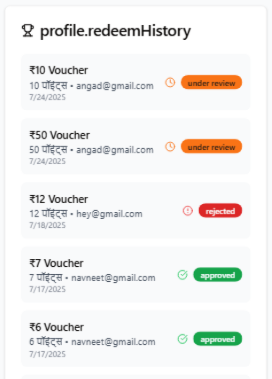 profile.redeemHistory
₹10 Voucher
10 पॉइंट्स • angad@gmail.com
under review
7/24/2025
₹50 Voucher
50 पॉइंट्स • angad@gmail.com
under review
7/24/2025
₹12 Voucher
12 पॉइंट्स • hey@gmail.com
rejected
7/18/2025
₹7 Voucher
7 पॉइंट्स • navneet@gmail.com
approved
7/17/2025
₹6 Voucher
6 पॉइंट्स • navneet@gmail.com
approved
7/17/2025